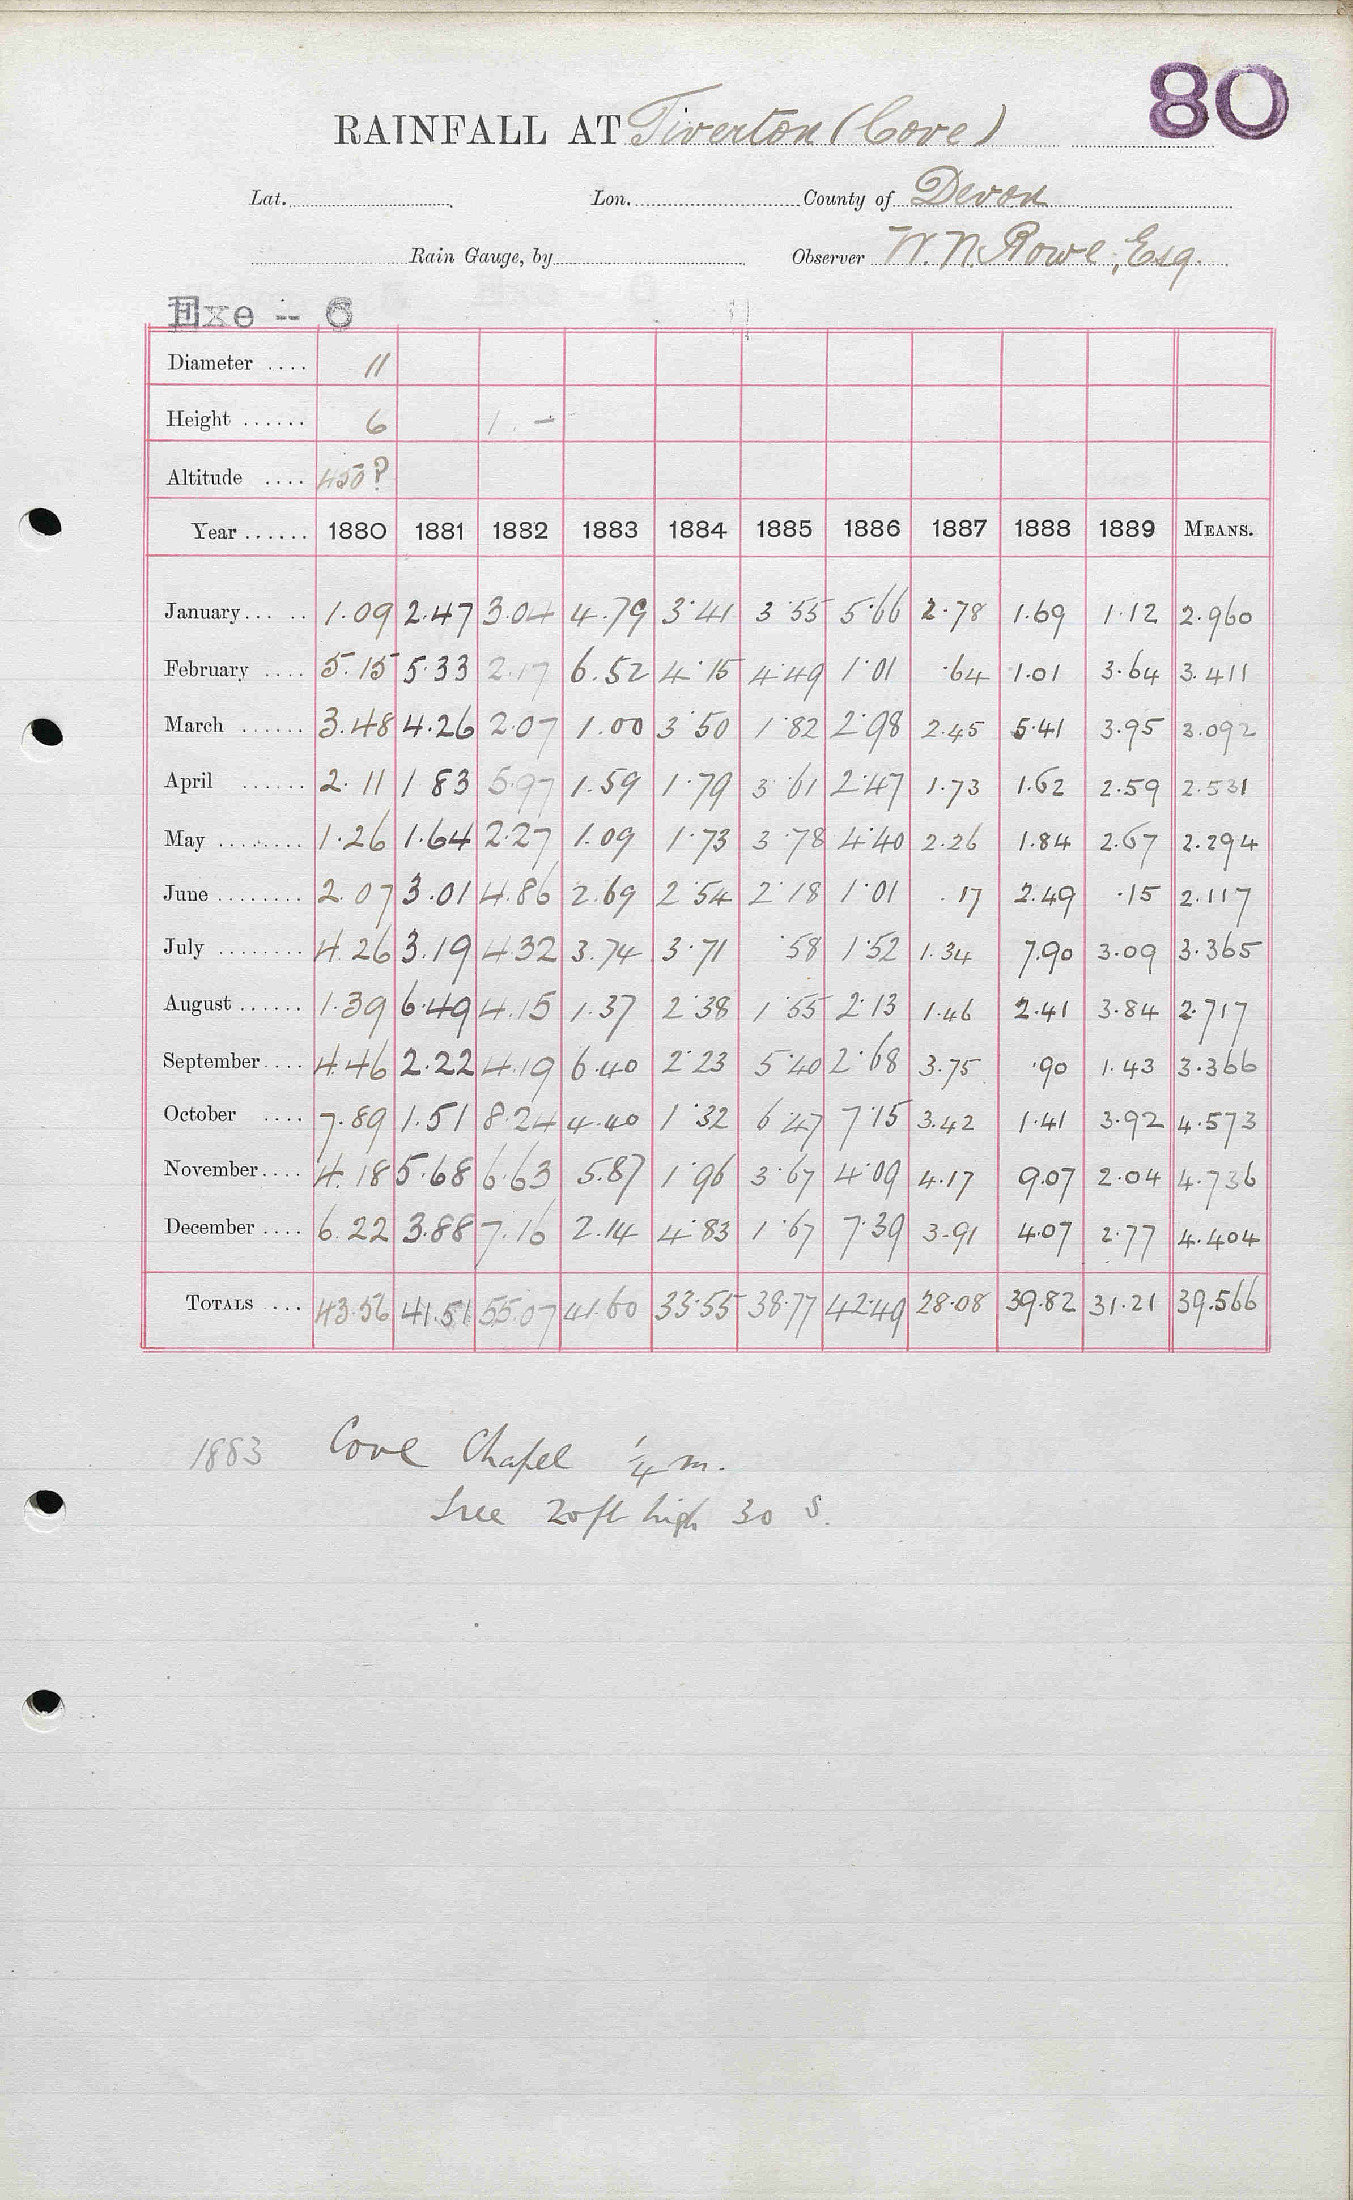 80
RAINFALL AT Tiverton (Cove)
Lat. Lon. County of Devon
Rain Gauge, by Observer W. N. Rowe, Esq.
Exe -- 6
Diameter .... 11
Height ...... 6 1 . -
Altitude .... 450?
Year ...... 1880 1881 1882 1883 1884 1885 1886 1887 1888 1889 MEANS.
January ... .. 1.09 2.47 3.04 4.79 3.41 3.55 5.66 2.78 1.69 1.12 2.960
February .... 5.15 5.33 2.17 6.52 4.15 4.49 1.01 .64 1.01 3.64 3.411
March ...... 3.48 4.26 2.07 1.00 3.50 1.82 2.98 2.45 5.41 3.95 3.092
April ...... 2.11 1.83 5.97 1.59 1.79 3.61 2.47 1.73 1.62 2.59 2.531
May ......... 1.26 1.64 2.27 1.09 1.73 3.78 4.40 2.26 1.84 2.67 2.294
June ........ 2.07 3.01 4.86 2.69 2.54 2.18 1.01 .17 2.49 .15 2.117
July ........ 4.26 3.19 4.32 3.74 3.71 .58 1.52 1.34 7.90 3.09 3.365
August ...... 1.39 6.49 4.15 1.37 2.38 1.55 2.13 1.46 2.41 3.84 2.717
September .... 4.46 2.22 4.19 6.40 2.23 5.40 2.68 3.75 .90 1.43 3.366
October .... 7.89 1.51 8.24 4.40 1.32 6.47 7.15 3.42 1.41 3.92 4.573
November .... 4.18 5.68 6.63 5.87 1.96 3.67 4.09 4.17 9.07 2.04 4.736
December .... 6.22 3.88 7.16 2.14 4.83 1.67 7.39 3.91 4.07 2.77 4.404
TOTALS ... 43.56 41.51 55.07 41.60 33.55 38.77 42.49 28.08 39.82 31.21 39.566
1883 Cove Chapel 1/4 m.
Tree 20ft high 30 S.